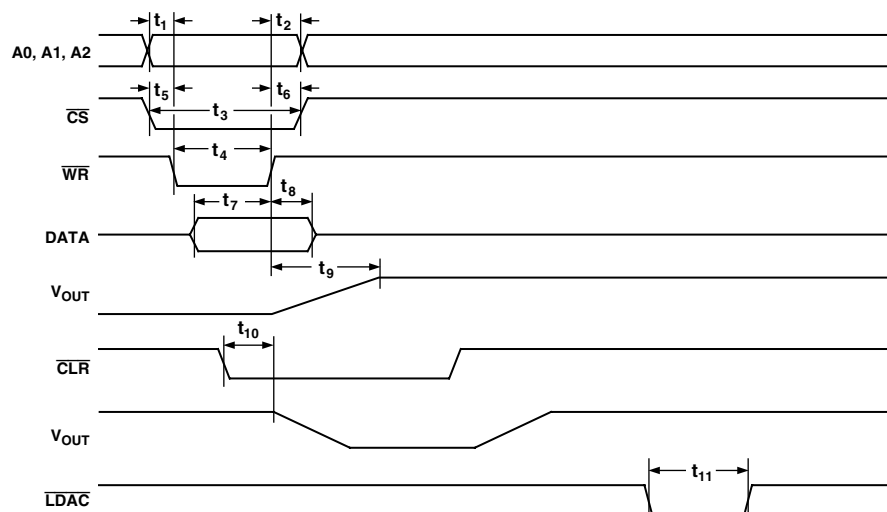 t1 t2
A0, A1, A2
t5 t3 t6
CS
t4
WR
t7 t8
DATA
t9
VOUT
t10
CLR
VOUT
t11
LDAC